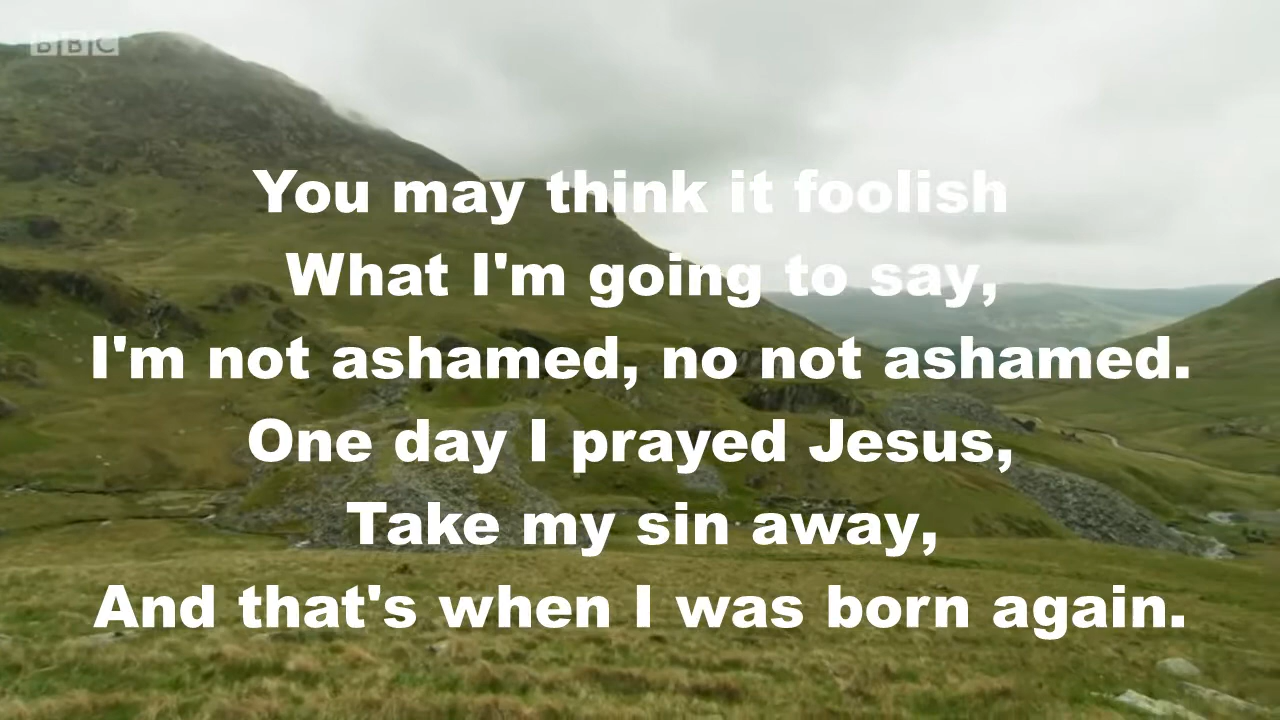 BBC
You may think it foolish
What I'm going to say,
I'm not ashamed, no not ashamed.
One day I prayed Jesus,
Take my sin away,
And that's when I was born again.